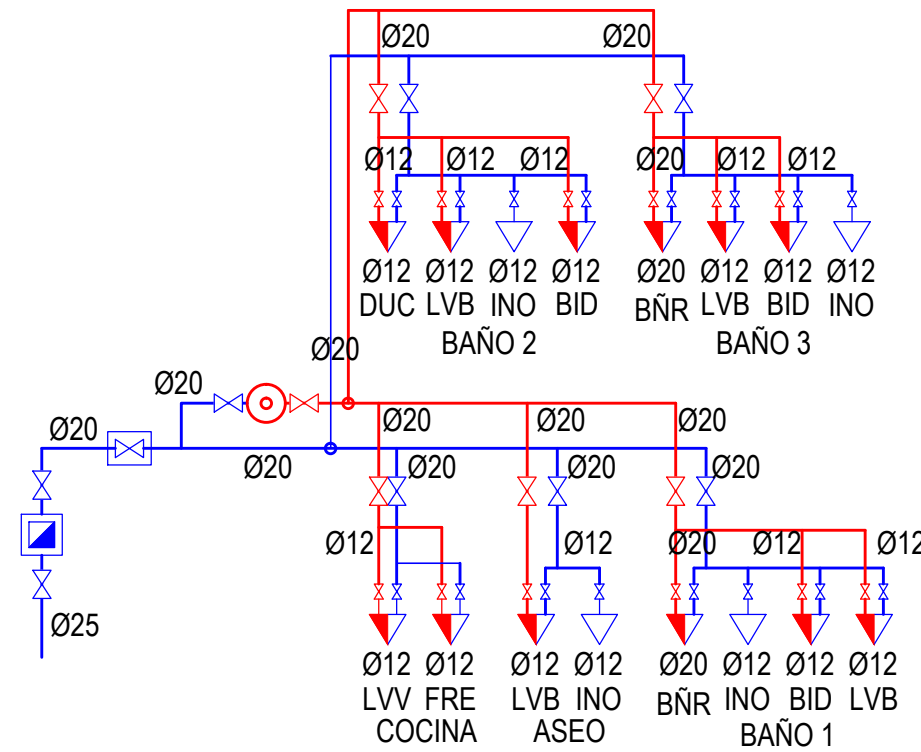 Ø20 Ø20
Ø12 Ø12 Ø12 Ø20 Ø12 Ø12
Ø12 Ø12 Ø12 Ø12 Ø20 Ø12 Ø12 Ø12
DUC LVB INO BID BÑR LVB BID INO
BAÑO 2 BAÑO 3
Ø20
Ø20
Ø20 Ø20 Ø20 Ø20
Ø20 Ø20 Ø20 Ø20
Ø12 Ø12 Ø20 Ø12 Ø12
Ø25
Ø12 Ø12 Ø12 Ø12 Ø20 Ø12 Ø12 Ø12
LVV FRE LVB INO BÑR INO BID LVB
COCINA ASEO BAÑO 1